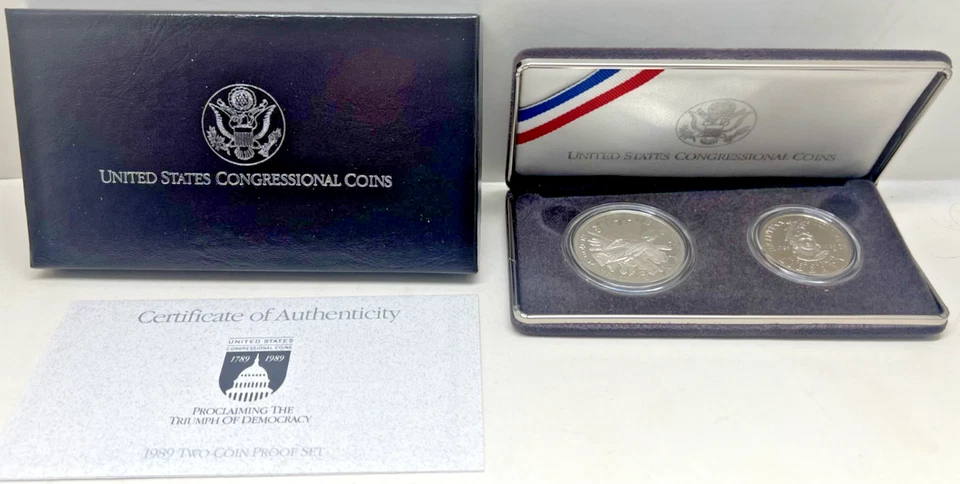 UNITED STATES CONGRESSIONAL COINS
UNITED STATES CONGRESSIONAL COINS
Certificate of Authenticity
UNITED STATES
CONGRESSIONAL COINS
1789 1989
PROCLAIMING THE
TRIUMPH OF DEMOCRACY
1989 TWO-COIN PROOF SET
LIBERTY